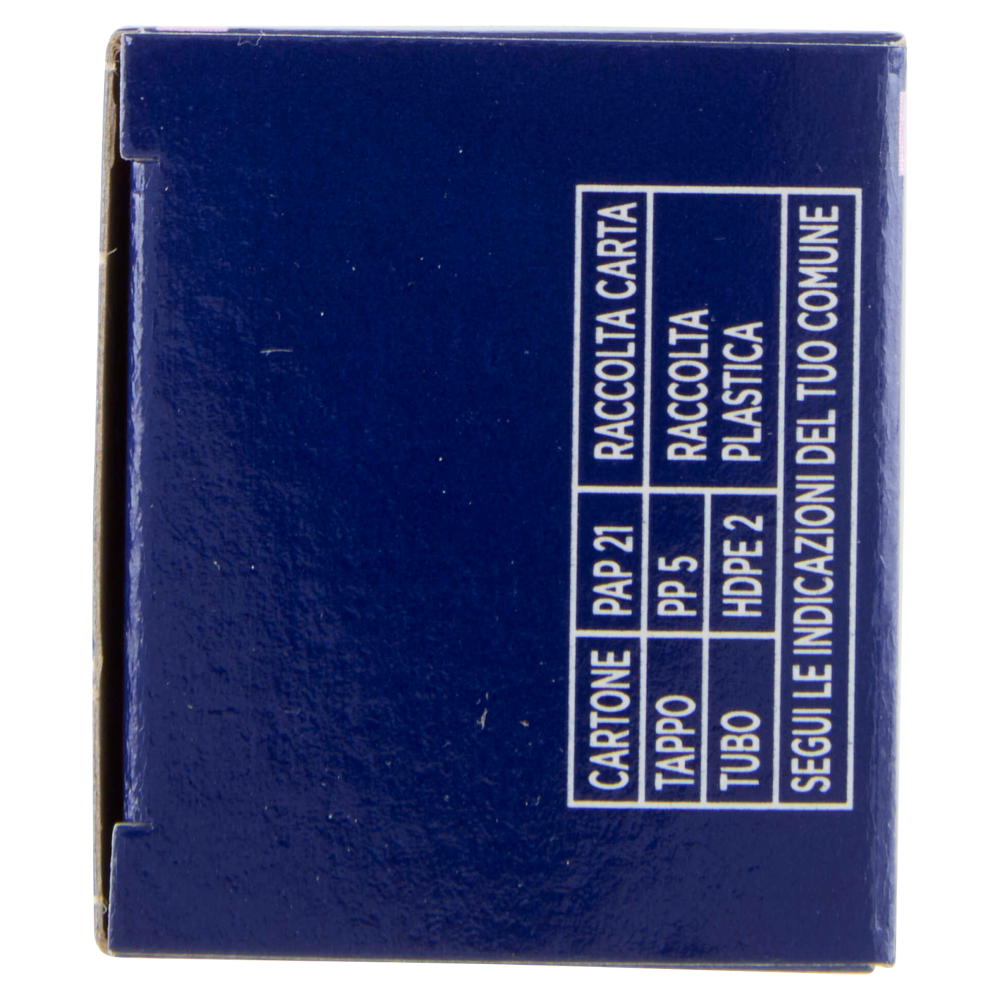 CARTONE PAP 21 RACCOLTA CARTA
TAPPO PP 5 RACCOLTA
TUBO HDPE 2 PLASTICA
SEGUI LE INDICAZIONI DEL TUO COMUNE